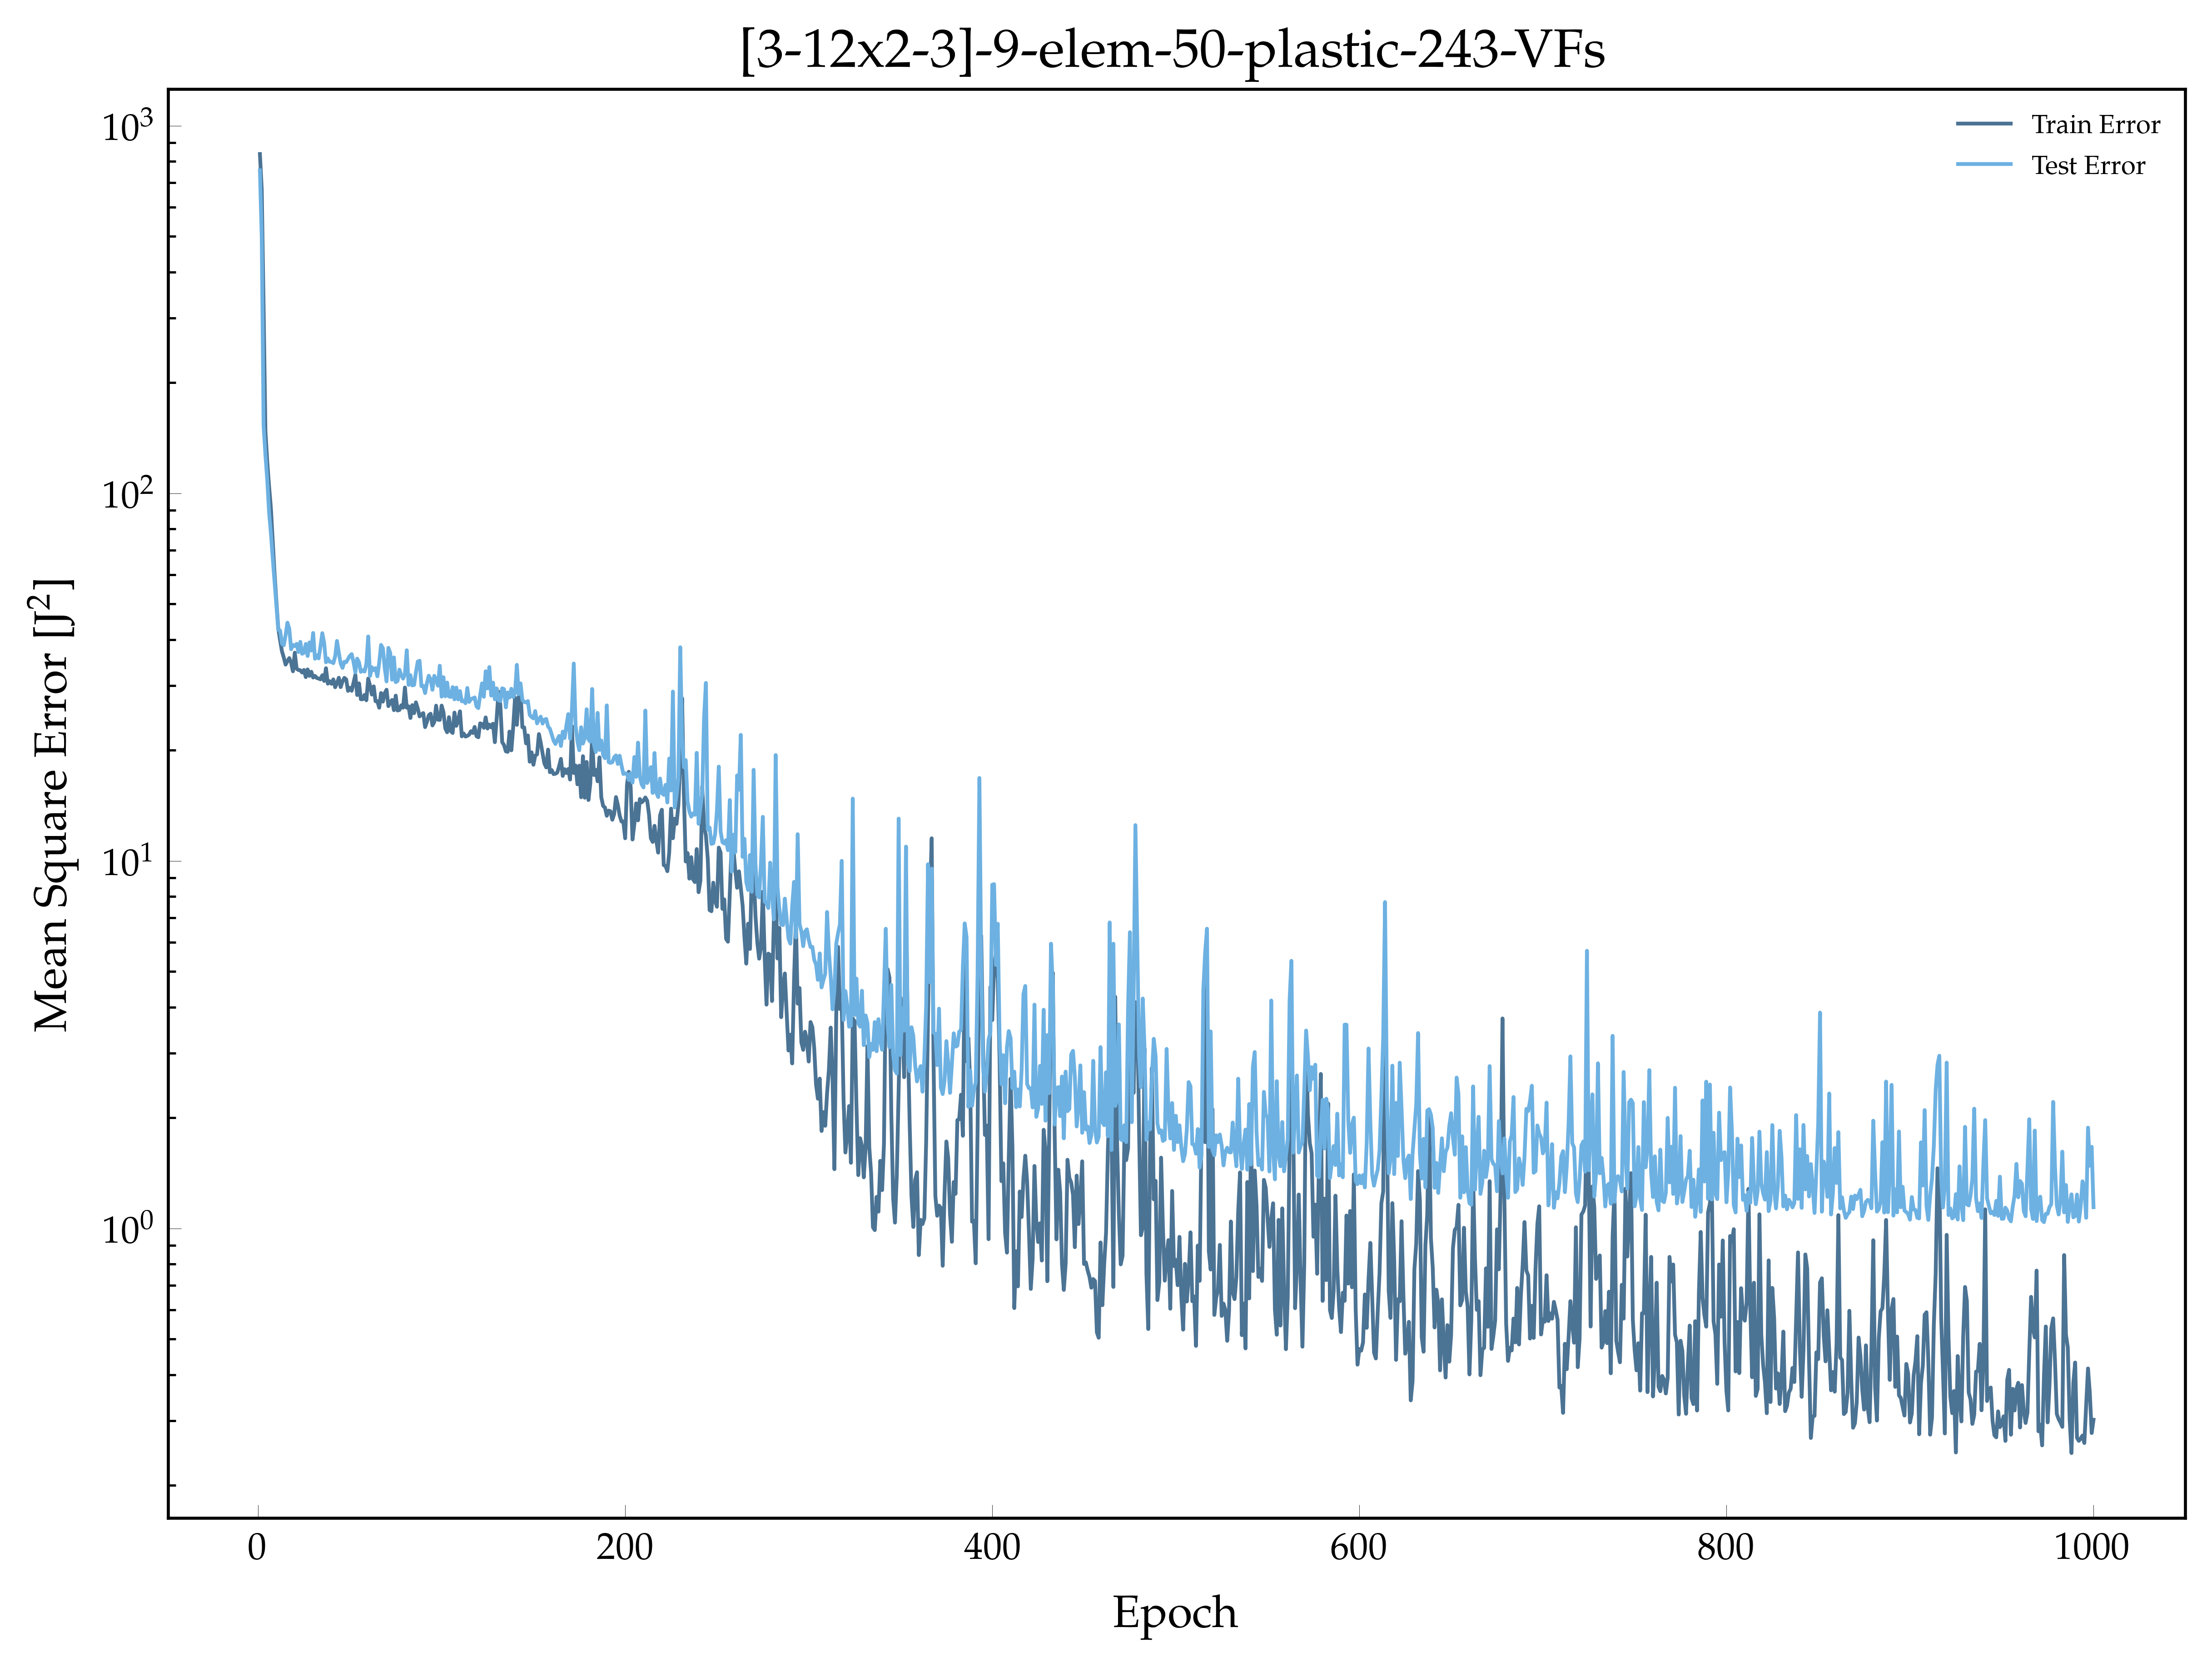 [3-12x2-3]-9-elem-50-plastic-243-VFs
10³
10²
10¹
10⁰
Mean Square Error [J²]
Train Error
Test Error
0 200 400 600 800 1000
Epoch